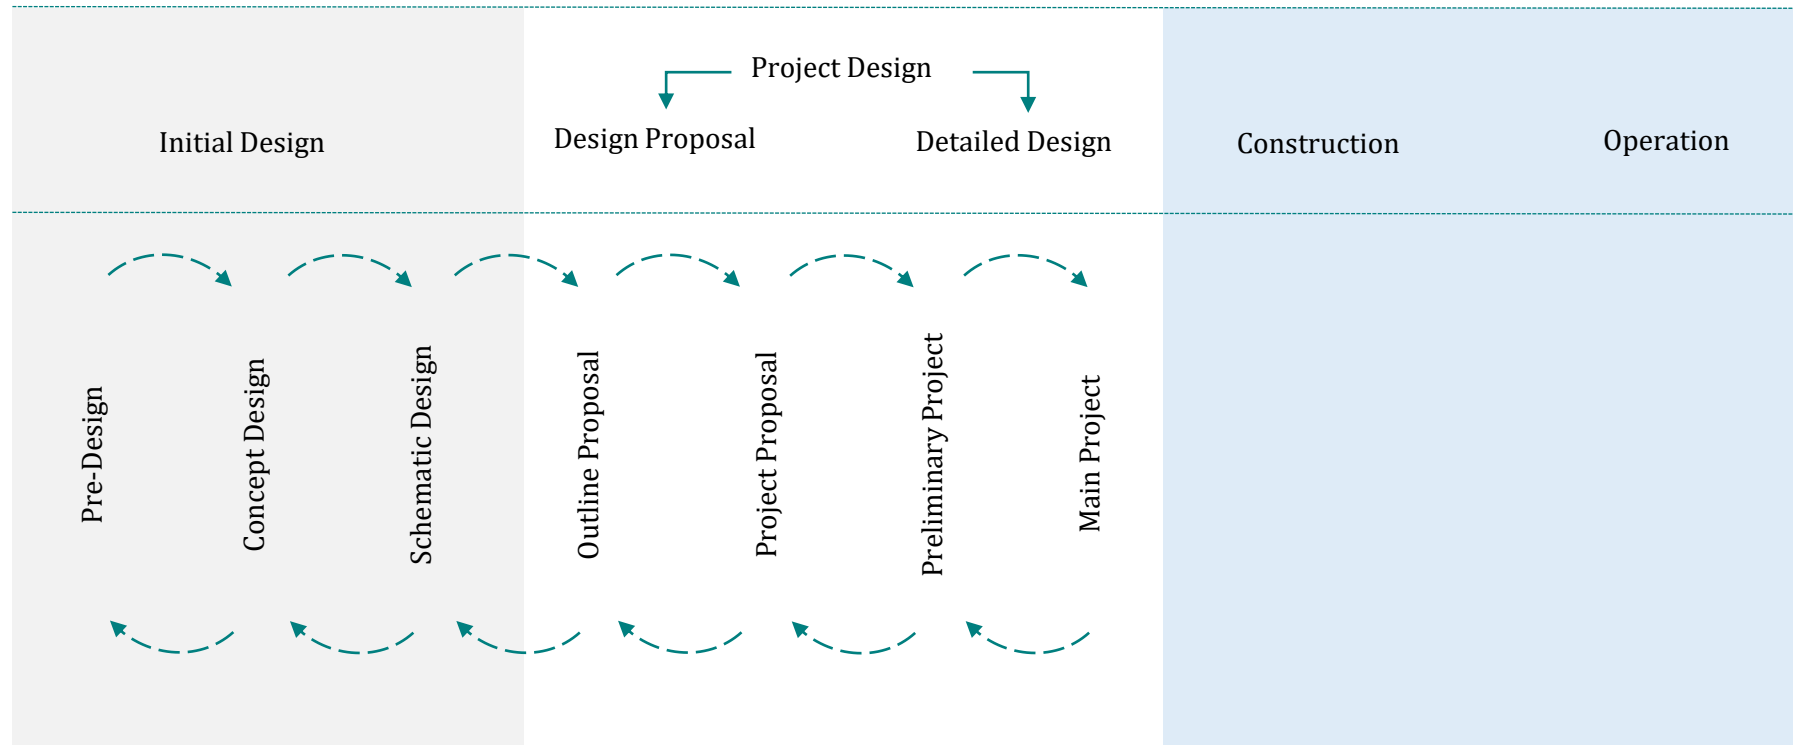 Project Design
Initial Design
Design Proposal
Detailed Design
Construction
Operation
Pre-Design
Concept Design
Schematic Design
Outline Proposal
Project Proposal
Preliminary Project
Main Project